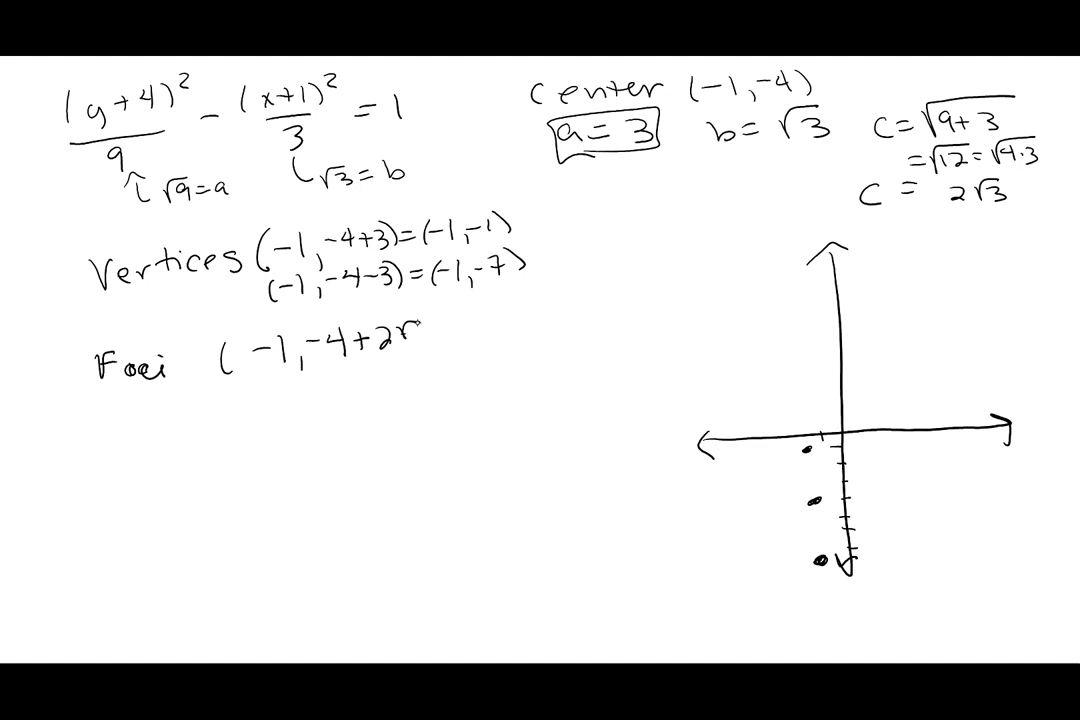 (y+4)²/9 - (x+1)²/3 = 1
√9=a
√3=b
center (-1,-4)
a=3 b=√3
c=√9+3
=√12=√4·3
c = 2√3
Vertices (-1,-4+3)=(-1,-1)
(-1,-4-3)=(-1,-7)
Foci (-1,-4+2